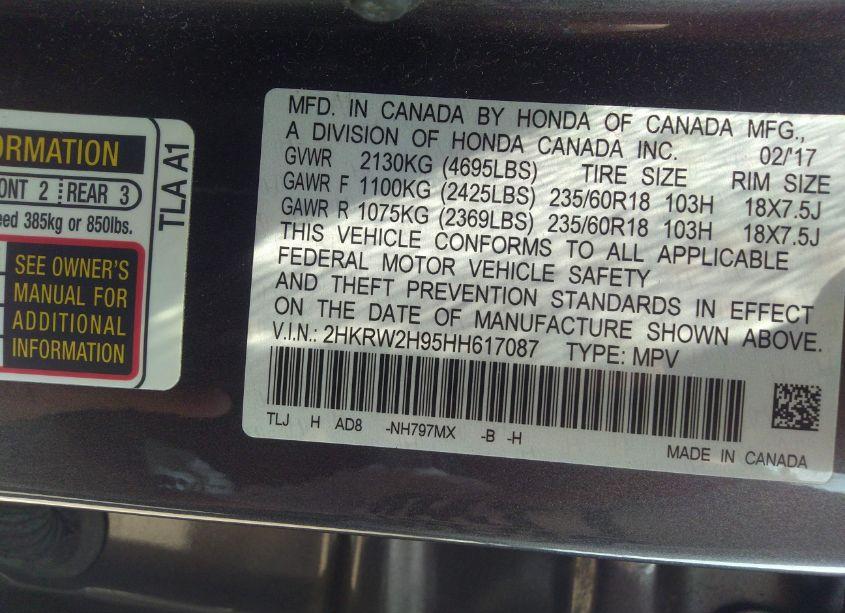 ORMATION
ONT 2 REAR 3
eed 385kg or 850lbs.
SEE OWNER'S
MANUAL FOR
ADDITIONAL
INFORMATION
TLA A1
MFD. IN CANADA BY HONDA OF CANADA MFG.,
A DIVISION OF HONDA CANADA INC. 02/'17
GVWR 2130KG (4695LBS) TIRE SIZE RIM SIZE
GAWR F 1100KG (2425LBS) 235/60R18 103H 18X7.5J
GAWR R 1075KG (2369LBS) 235/60R18 103H 18X7.5J
THIS VEHICLE CONFORMS TO ALL APPLICABLE
FEDERAL MOTOR VEHICLE SAFETY
AND THEFT PREVENTION STANDARDS IN EFFECT
ON THE DATE OF MANUFACTURE SHOWN ABOVE.
V.I.N.: 2HKRW2H95HH617087 TYPE: MPV
TLJ H AD8 -NH797MX -B -H
MADE IN CANADA